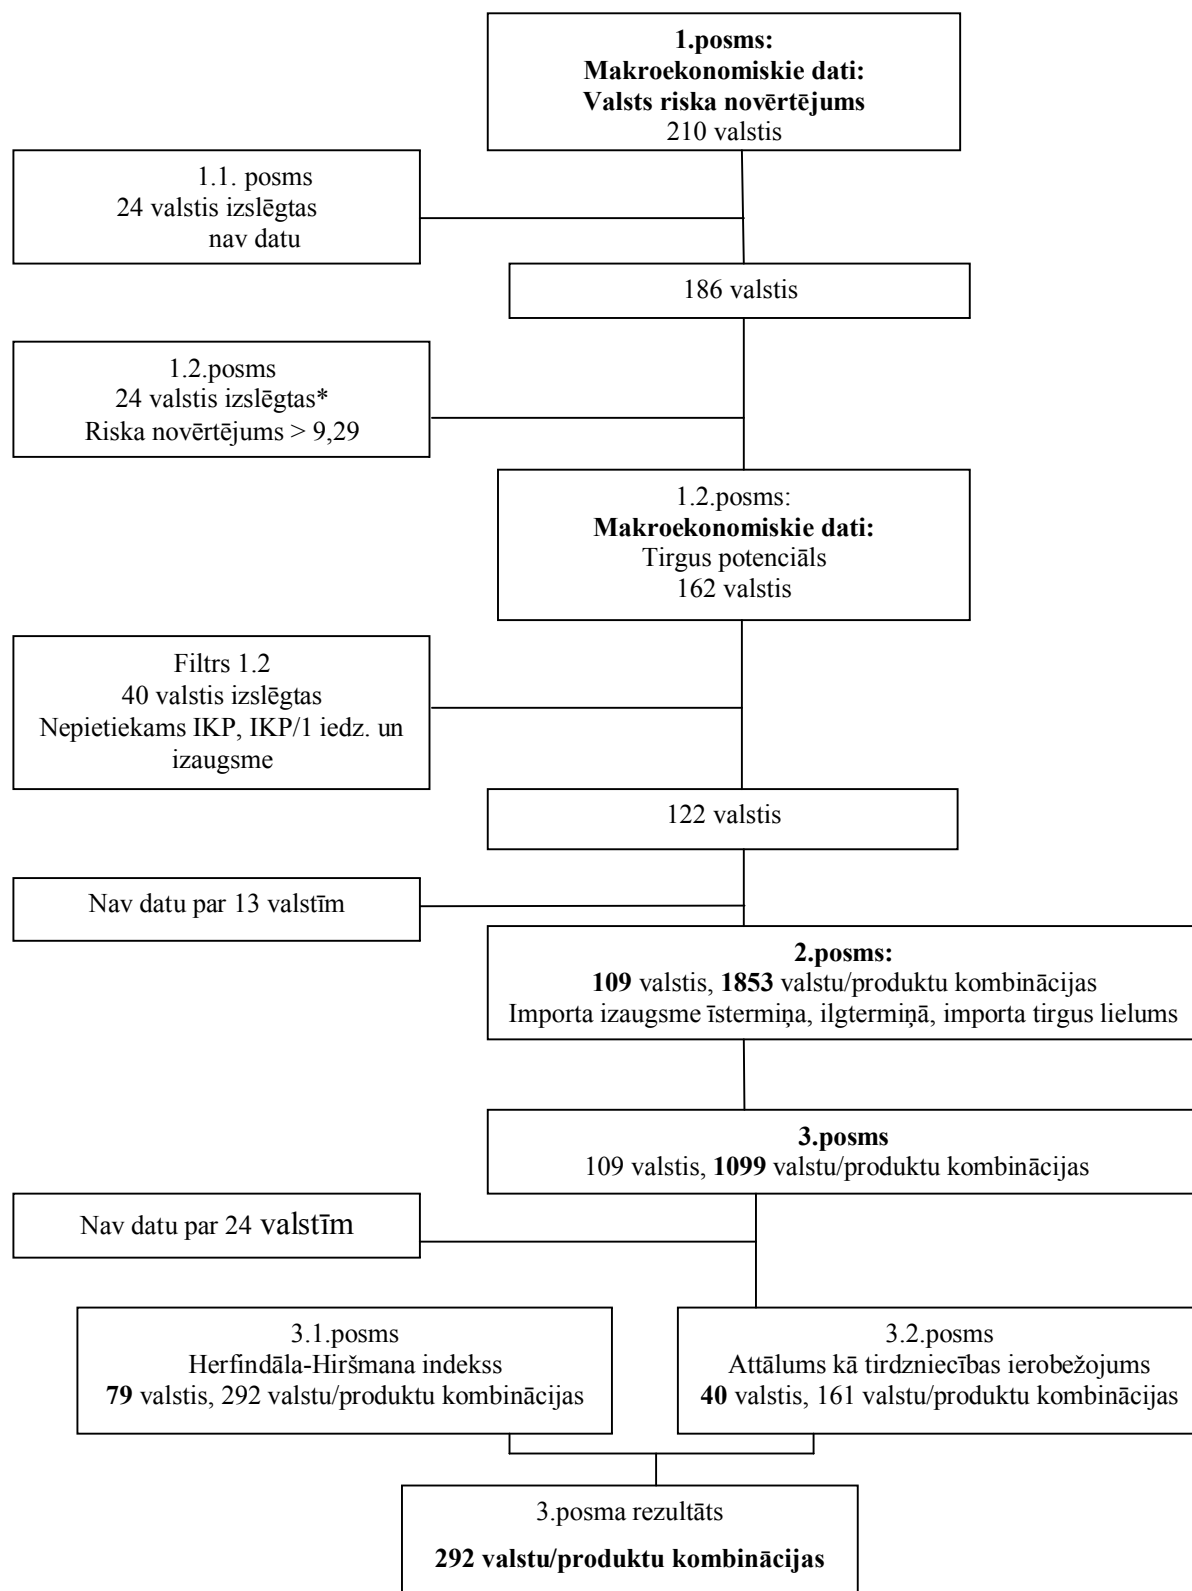 1.posms:
Makroekonomiskie dati:
Valsts riska novērtējums
210 valstis
1.1. posms
24 valstis izslēgtas
nav datu
186 valstis
1.2.posms
24 valstis izslēgtas*
Riska novērtējums > 9,29
1.2.posms:
Makroekonomiskie dati:
Tirgus potenciāls
162 valstis
Filtrs 1.2
40 valstis izslēgtas
Nepietiekams IKP, IKP/1 iedz. un
izaugsme
122 valstis
Nav datu par 13 valstīm
2.posms:
109 valstis, 1853 valstu/produktu kombinācijas
Importa izaugsme īstermiņa, ilgtermiņā, importa tirgus lielums
3.posms
109 valstis, 1099 valstu/produktu kombinācijas
Nav datu par 24 valstīm
3.1.posms
Herfindāla-Hiršmana indekss
79 valstis, 292 valstu/produktu kombinācijas
3.2.posms
Attālums kā tirdzniecības ierobežojums
40 valstis, 161 valstu/produktu kombinācijas
3.posma rezultāts
292 valstu/produktu kombinācijas